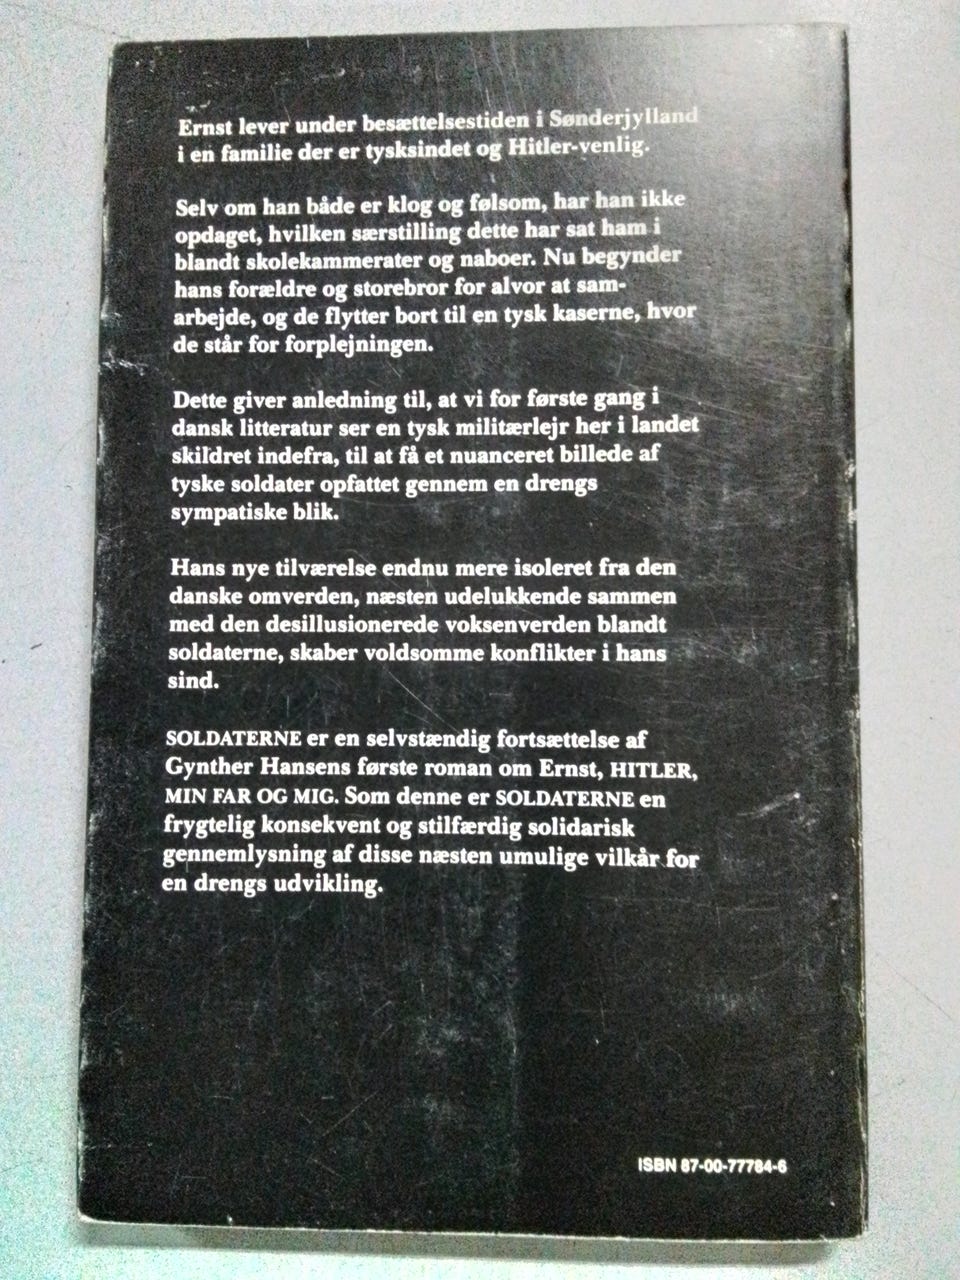 Ernst lever under besættelsestiden i Sønderjylland
i en familie der er tysksindet og Hitler-venlig.
Selv om han både er klog og følsom, har han ikke
opdaget, hvilken særstilling dette har sat ham i
blandt skolekammerater og naboer. Nu begynder
hans forældre og storebror for alvor at sam-
arbejde, og de flytter bort til en tysk kaserne, hvor
de står for forplejningen.
Dette giver anledning til, at vi for første gang i
dansk litteratur ser en tysk militærlejr her i landet
skildret indefra, til at få et nuanceret billede af
tyske soldater opfattet gennem en drengs
sympatiske blik.
Hans nye tilværelse endnu mere isoleret fra den
danske omverden, næsten udelukkende sammen
med den desillusionerede voksenverden blandt
soldaterne, skaber voldsomme konflikter i hans
sind.
SOLDATERNE er en selvstændig fortsættelse af
Gynther Hansens første roman om Ernst, HITLER,
MIN FAR OG MIG. Som denne er SOLDATERNE en
frygtelig konsekvent og stilfærdig solidarisk
gennemlysning af disse næsten umulige vilkår for
en drengs udvikling.
ISBN 87-00-77784-6